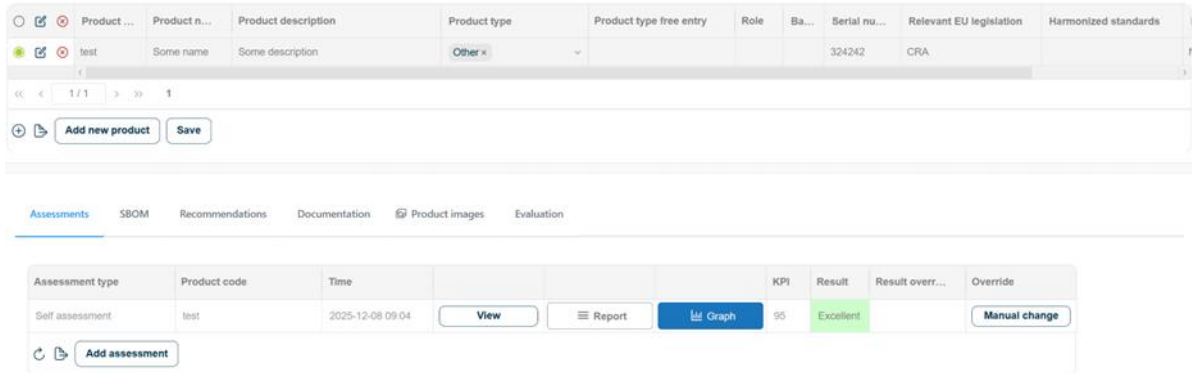 Product ... Product n... Product description Product type Product type free entry Role Ba... Serial nu... Relevant EU legislation Harmonized standards
test Some name Some description Other × 324242 CRA
1 / 1 1
Add new product Save
Assessments SBOM Recommendations Documentation Product images Evaluation
Assessment type Product code Time KPI Result Result overr... Override
Self assessment test 2025-12-08 09:04 View Report Graph 95 Excellent Manual change
Add assessment